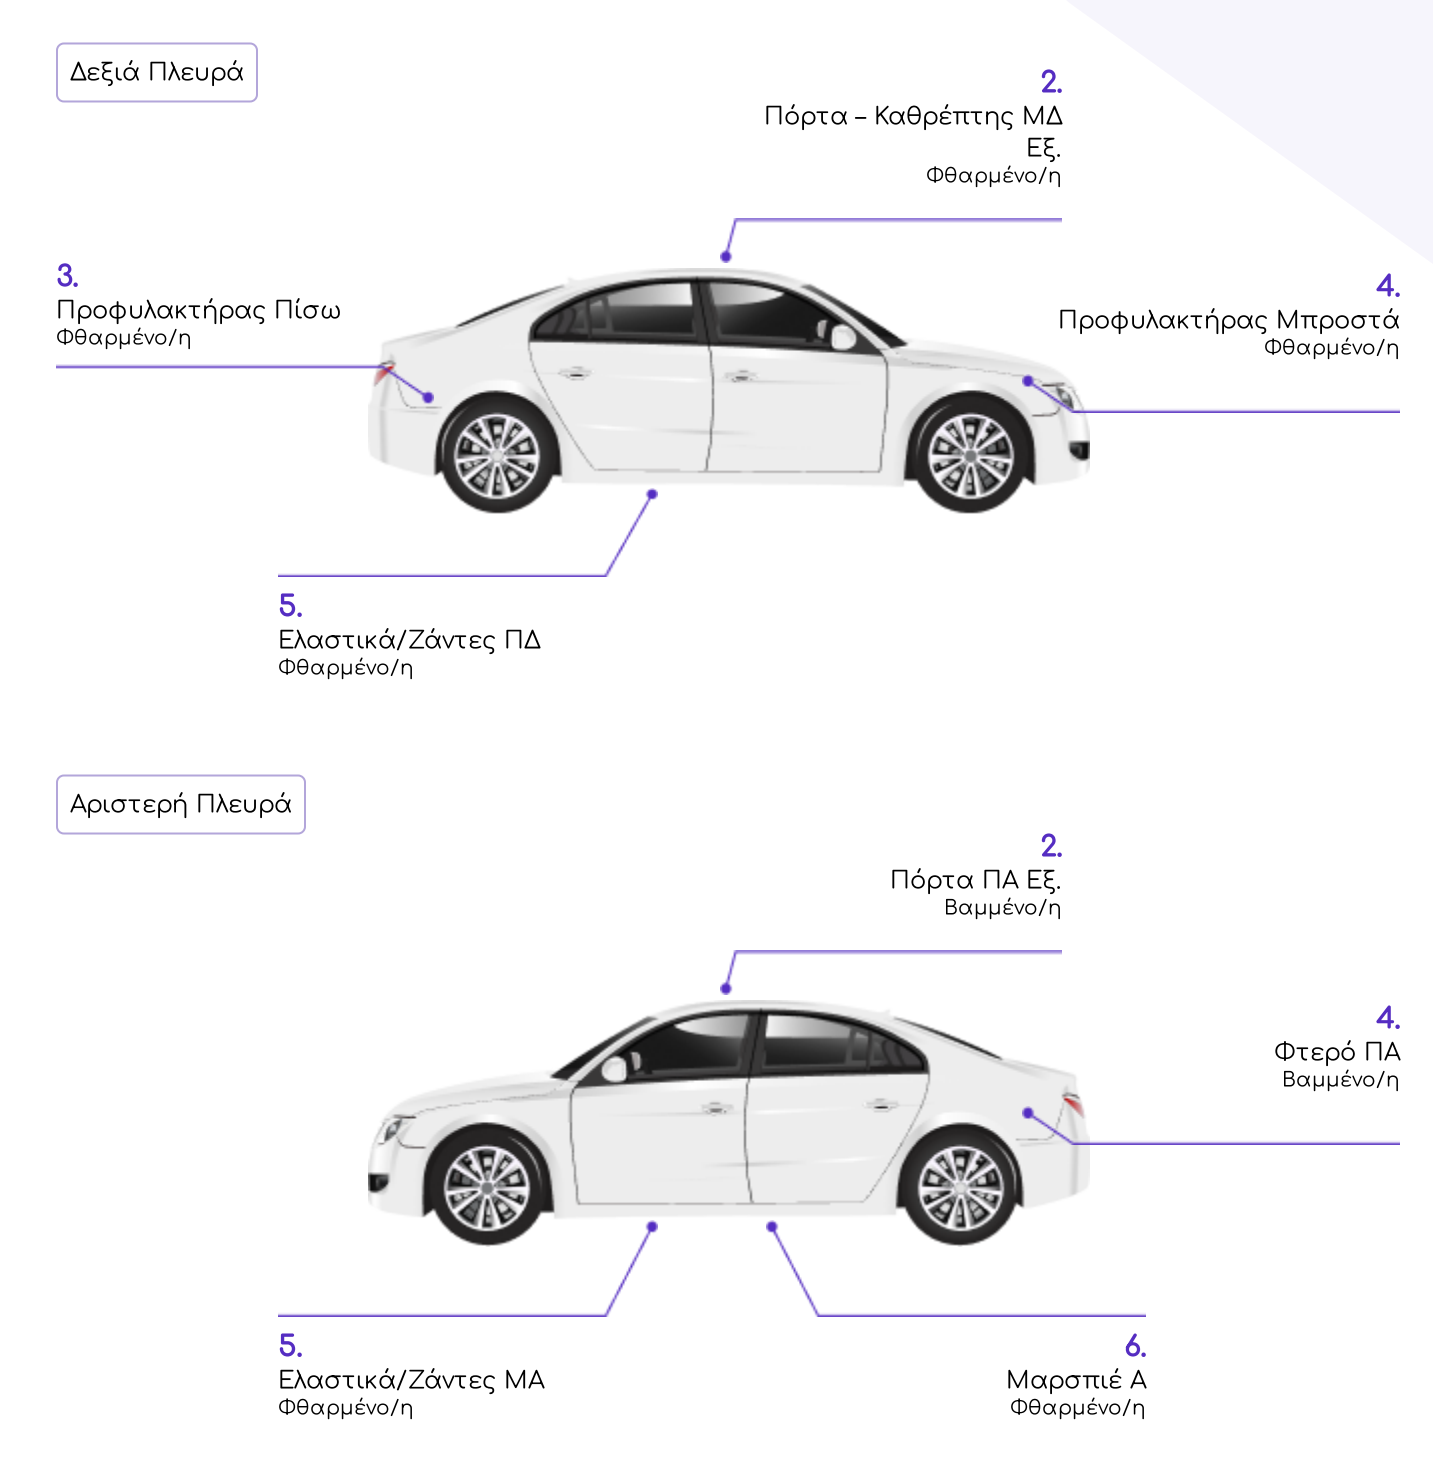 Δεξιά Πλευρά
2.
Πόρτα – Καθρέπτης ΜΔ
Εξ.
Φθαρμένο/η
3.
Προφυλακτήρας Πίσω
Φθαρμένο/η
4.
Προφυλακτήρας Μπροστά
Φθαρμένο/η
5.
Ελαστικά/Ζάντες ΠΔ
Φθαρμένο/η
Αριστερή Πλευρά
2.
Πόρτα ΠΑ Εξ.
Βαμμένο/η
4.
Φτερό ΠΑ
Βαμμένο/η
5.
Ελαστικά/Ζάντες ΜΑ
Φθαρμένο/η
6.
Μαρσπιέ Α
Φθαρμένο/η